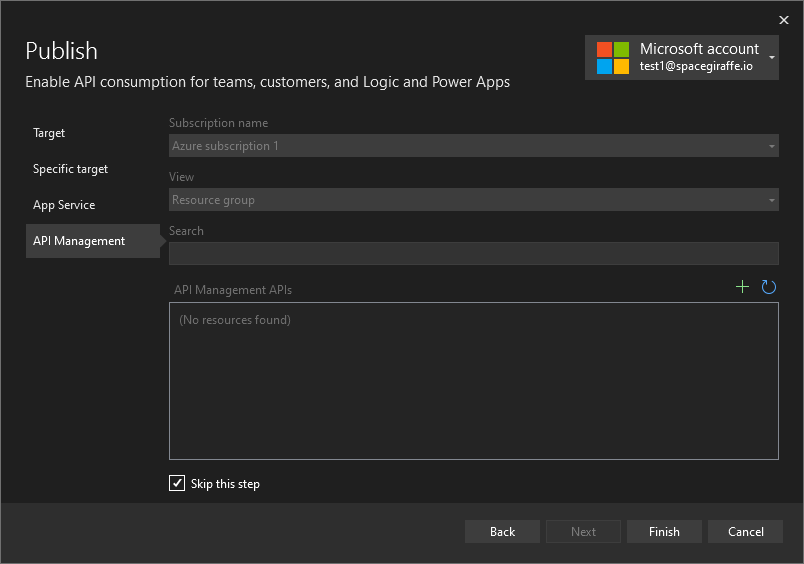 Publish
Enable API consumption for teams, customers, and Logic and Power Apps
Microsoft account
test1@spacegiraffe.io
Target
Specific target
App Service
API Management
Subscription name
Azure subscription 1
View
Resource group
Search
API Management APIs
(No resources found)
Skip this step
Back
Next
Finish
Cancel